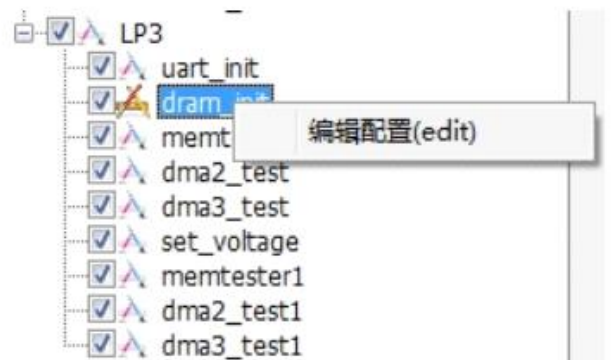 LP3
uart_init
dram_init
编辑配置(edit)
memt
dma2_test
dma3_test
set_voltage
memtester1
dma2_test1
dma3_test1